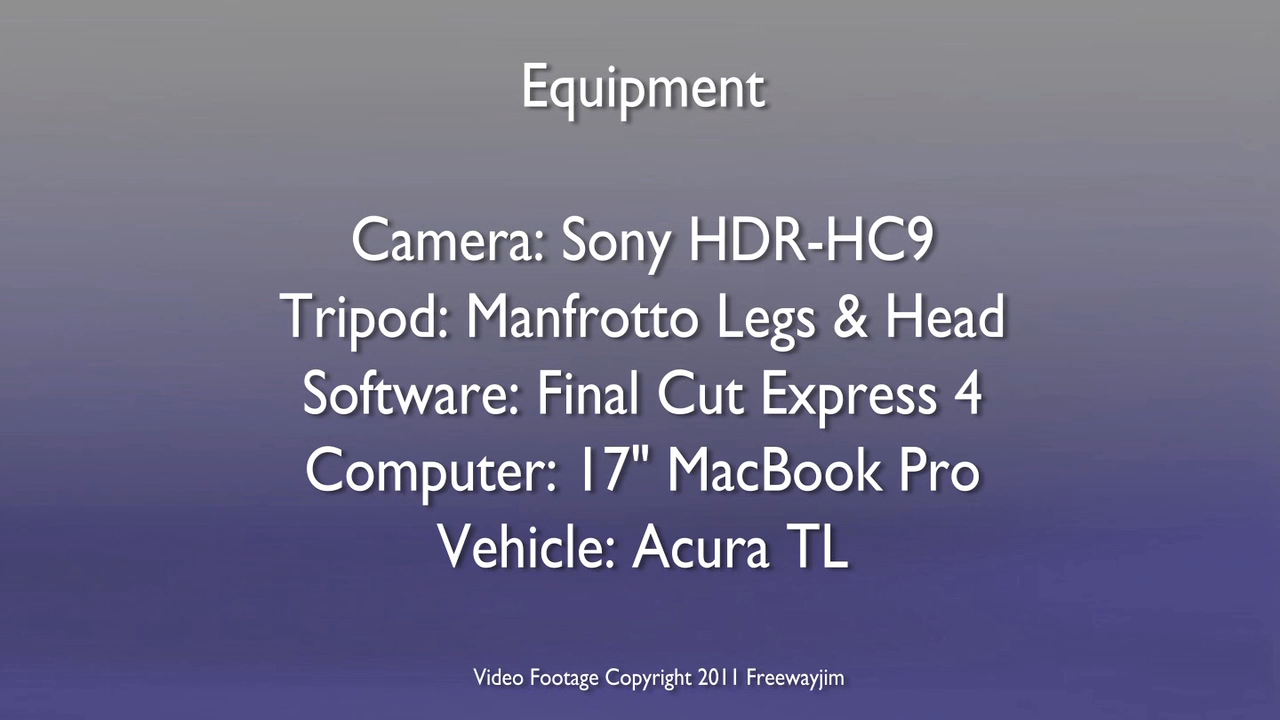 Equipment
Camera: Sony HDR-HC9
Tripod: Manfrotto Legs & Head
Software: Final Cut Express 4
Computer: 17" MacBook Pro
Vehicle: Acura TL
Video Footage Copyright 2011 Freewayjim